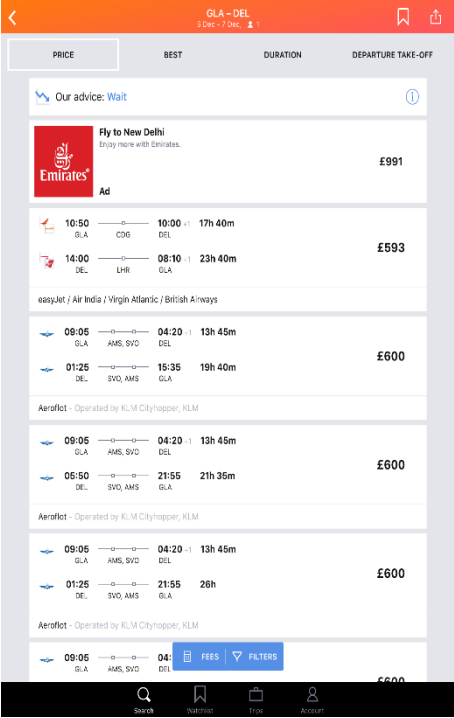 GLA – DEL
5 Dec - 7 Dec, 1
PRICE BEST DURATION DEPARTURE TAKE-OFF
Our advice: Wait
Fly to New Delhi
Enjoy more with Emirates.
Emirates
£991
Ad
10:50 10:00 +1 17h 40m
GLA CDG DEL
£593
14:00 08:10 +1 23h 40m
DEL LHR GLA
easyJet / Air India / Virgin Atlantic / British Airways
09:05 04:20 +1 13h 45m
GLA AMS, SVO DEL
£600
01:25 15:35 19h 40m
DEL SVO, AMS GLA
Aeroflot - Operated by KLM Cityhopper, KLM
09:05 04:20 +1 13h 45m
GLA AMS, SVO DEL
£600
05:50 21:55 21h 35m
DEL SVO, AMS GLA
Aeroflot - Operated by KLM Cityhopper, KLM
09:05 04:20 +1 13h 45m
GLA AMS, SVO DEL
£600
01:25 21:55 26h
DEL SVO, AMS GLA
Aeroflot - Operated by KLM Cityhopper, KLM
09:05 04:
GLA AMS, SVO DEL
FEES FILTERS
£600
Search Watchlist Trips Account